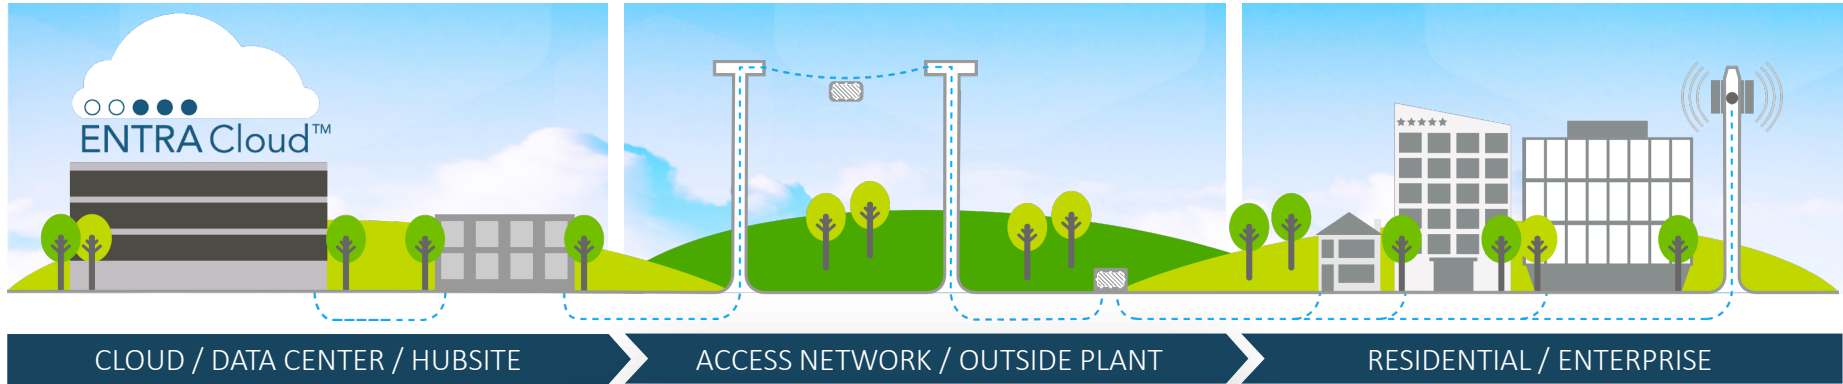 ENTRA Cloud™
CLOUD / DATA CENTER / HUBSITE
ACCESS NETWORK / OUTSIDE PLANT
RESIDENTIAL / ENTERPRISE